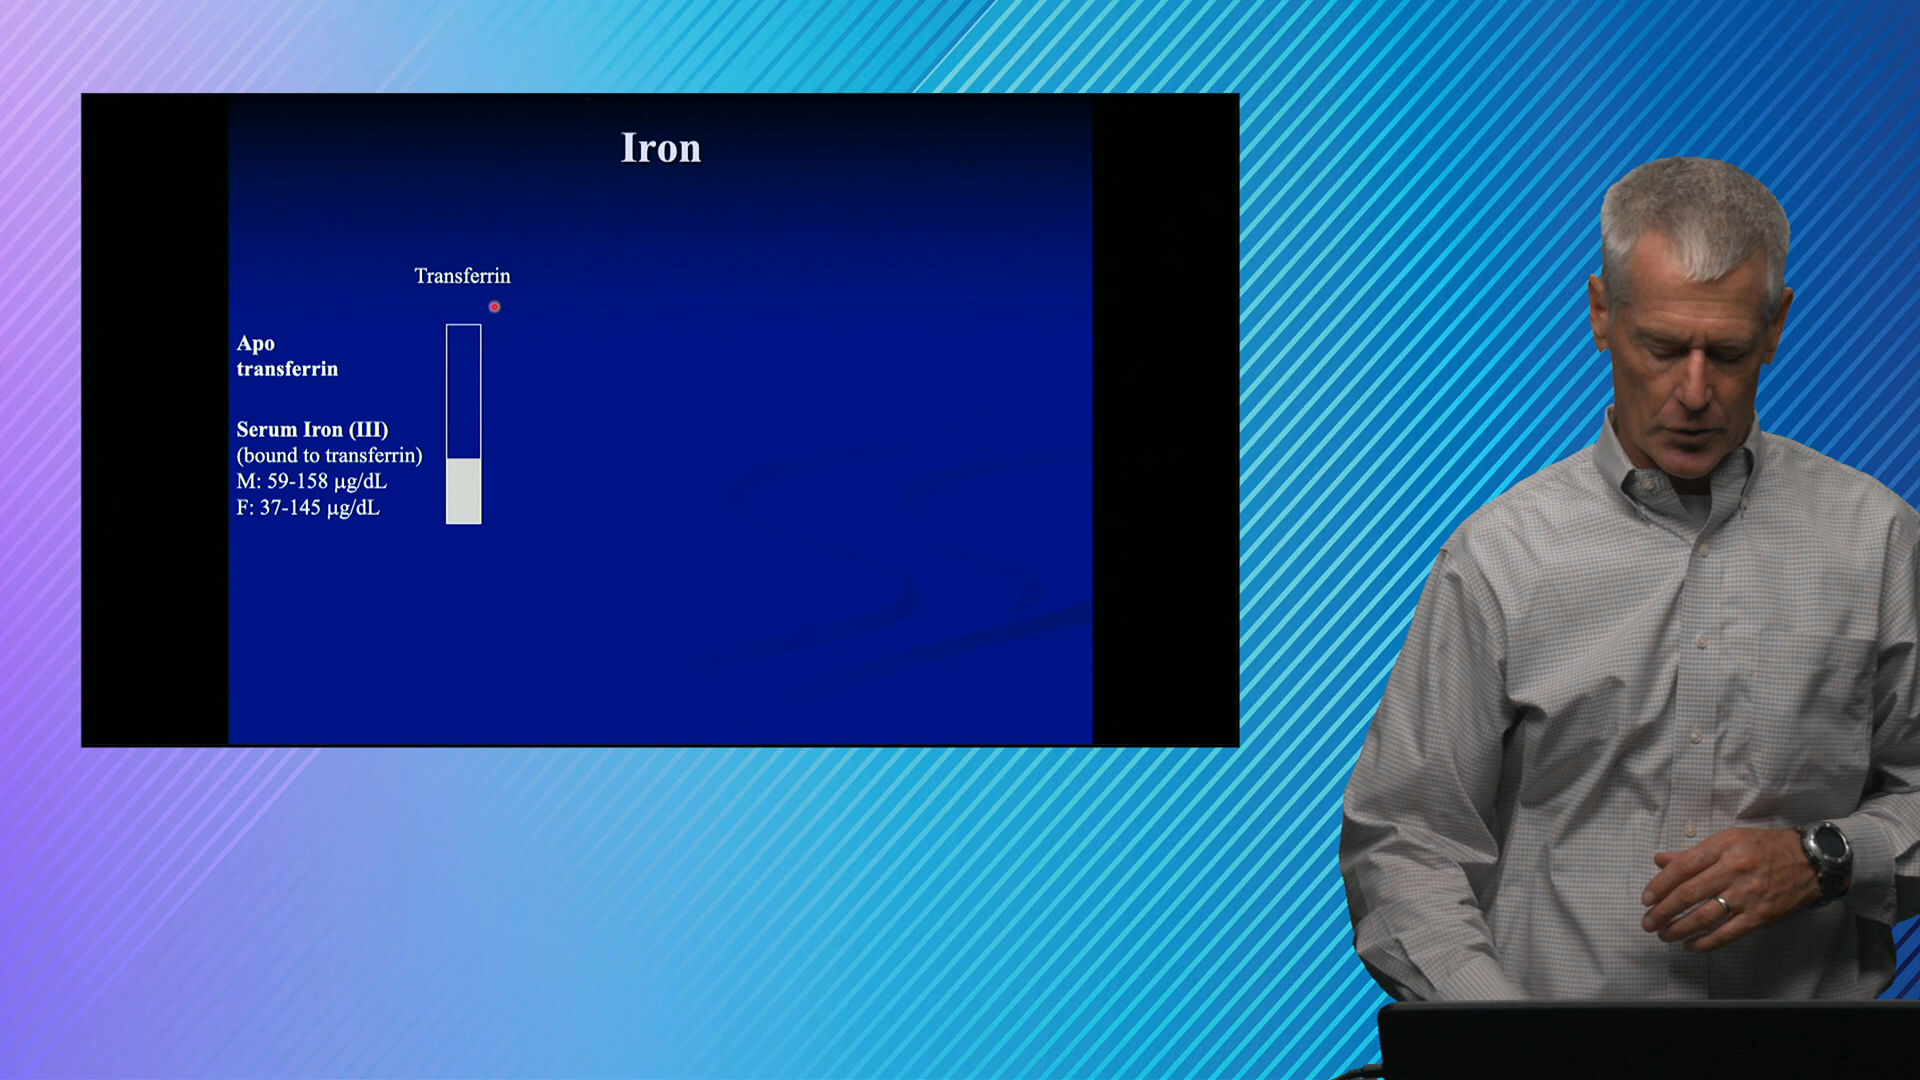 Iron
Transferrin
Apo
transferrin
Serum Iron (III)
(bound to transferrin)
M: 59-158 µg/dL
F: 37-145 µg/dL